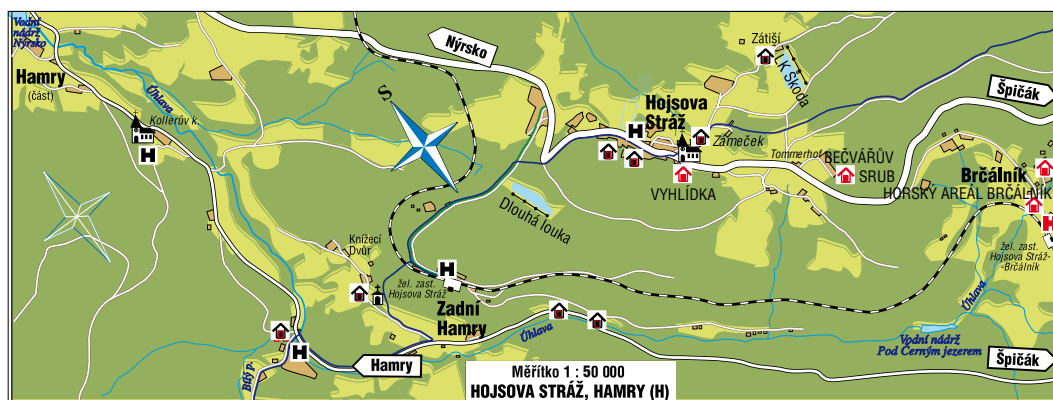 Vodní
nádrž
Nýrsko
Hamry
(část)
Úhlava
Kollerův k.
H
S
Nýrsko
Zátiší
LK Škoda
Špičák
Hojsova
Stráž
H
Zámeček
Tommerhof
BEČVÁŘŮV
SRUB
VYHLÍDKA
Brčálník
HORSKÝ AREÁL BRČÁLNÍK
H
žel. zast.
Hojsova Stráž-
-Brčálník
Dlouhá louka
Knížecí
Dvůr
H
žel. zast.
Hojsova Stráž
Zadní
Hamry
Úhlava
Úhlava
Vodní nádrž
Pod Černým jezerem
H
Bílý p.
Hamry
Špičák
Měřítko 1 : 50 000
HOJSOVA STRÁŽ, HAMRY (H)